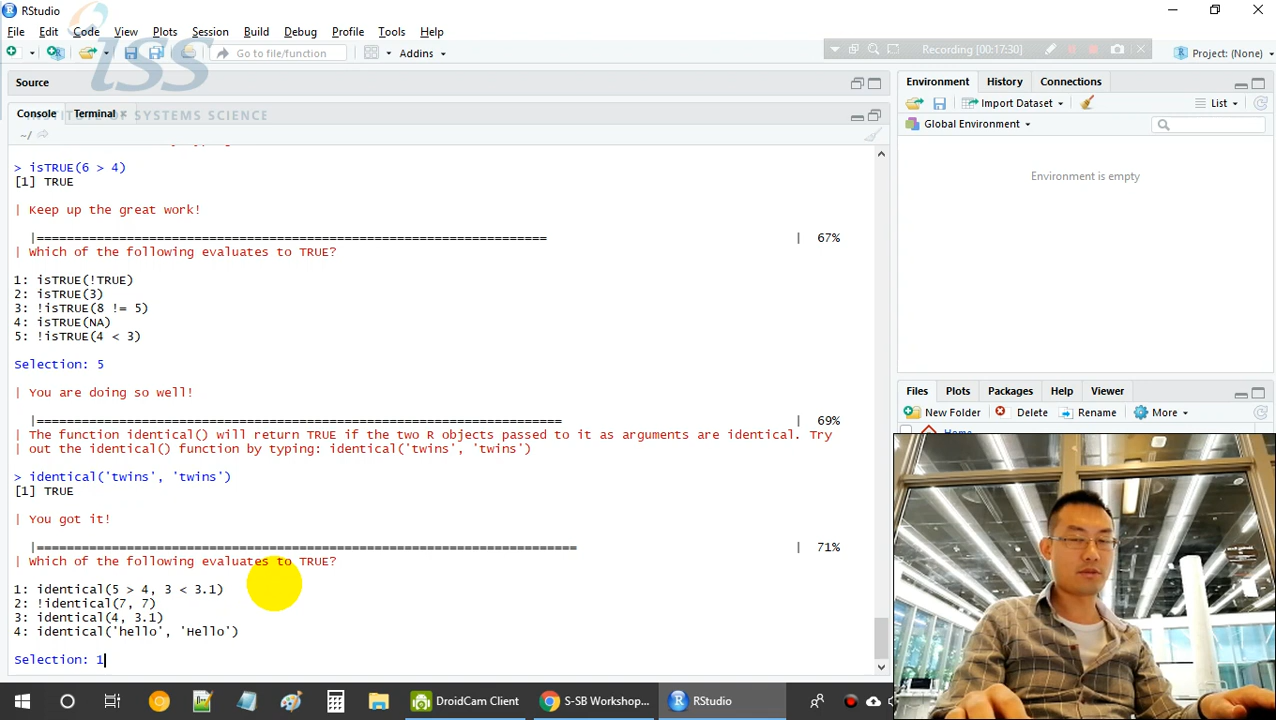 RStudio
File Edit Code View Plots Session Build Debug Profile Tools Help
Go to file/function
Addins
Recording [00:17:30]
Project: (None)
iss
INSTITUTE OF SYSTEMS SCIENCE
Source
Console Terminal ×
~/
> isTRUE(6 > 4)
[1] TRUE
| Keep up the great work!
|==================================================================== | 67%
| Which of the following evaluates to TRUE?
1: isTRUE(!TRUE)
2: isTRUE(3)
3: !isTRUE(8 != 5)
4: isTRUE(NA)
5: !isTRUE(4 < 3)
Selection: 5
| You are doing so well!
|====================================================================== | 69%
| The function identical() will return TRUE if the two R objects passed to it as arguments are identical. Try
| out the identical() function by typing: identical('twins', 'twins')
> identical('twins', 'twins')
[1] TRUE
| You got it!
|======================================================================== | 71%
| Which of the following evaluates to TRUE?
1: identical(5 > 4, 3 < 3.1)
2: !identical(7, 7)
3: identical(4, 3.1)
4: identical('hello', 'Hello')
Selection: 1
Environment History Connections
Import Dataset
List
Global Environment
Environment is empty
Files Plots Packages Help Viewer
New Folder Delete Rename More
Home
DroidCam Client
S-SB Workshop...
RStudio